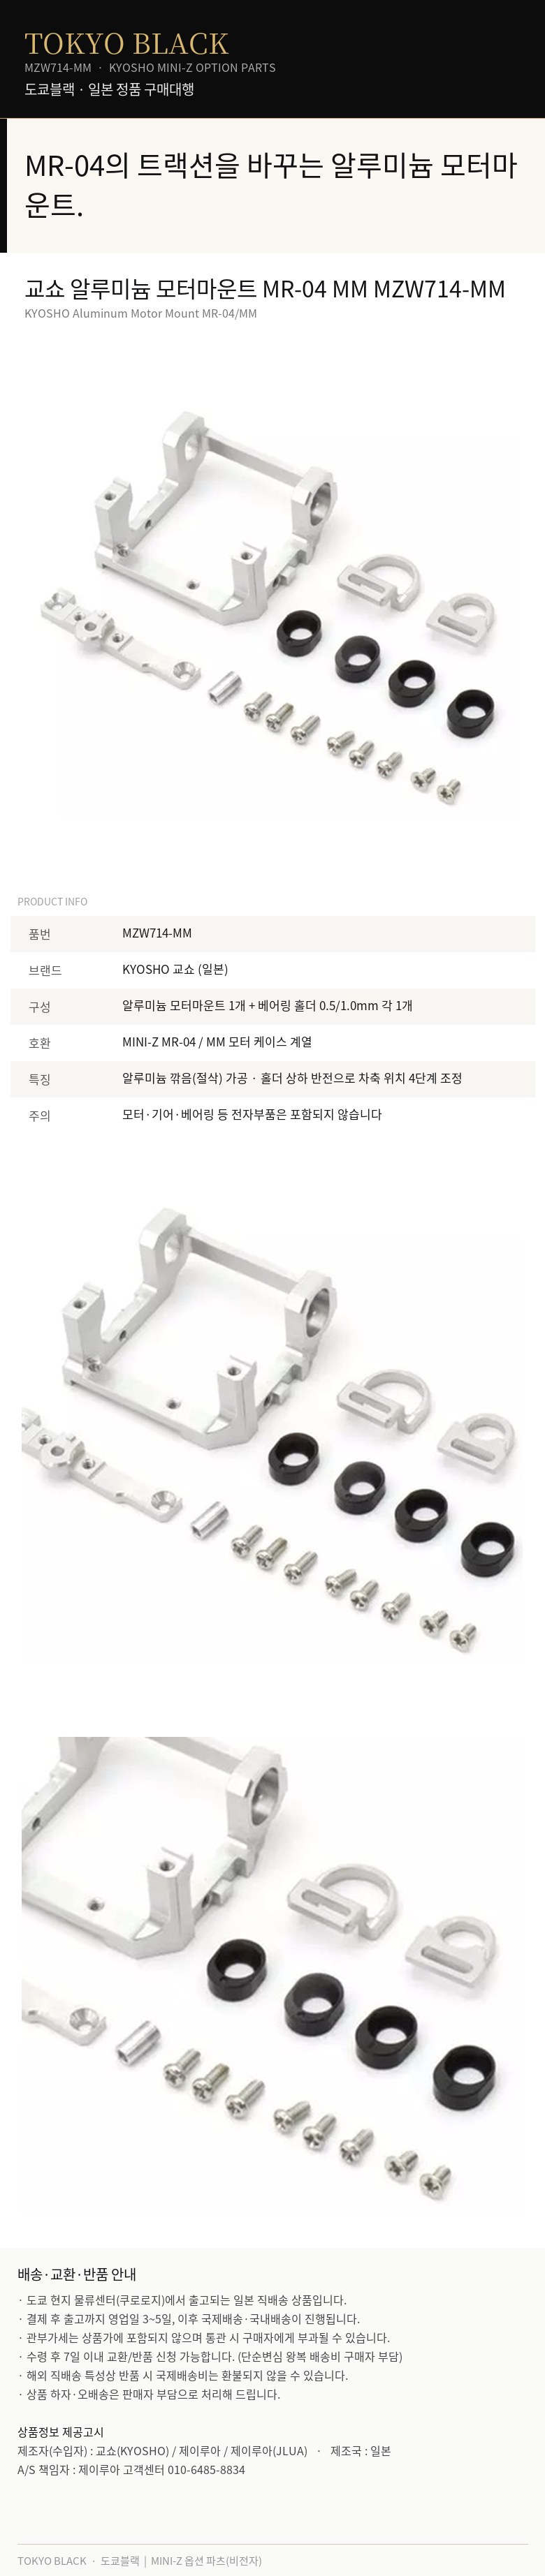 TOKYO BLACK
MZW714-MM · KYOSHO MINI-Z OPTION PARTS
도쿄블랙 · 일본 정품 구매대행
MR-04의 트랙션을 바꾸는 알루미늄 모터마
운트.
교쇼 알루미늄 모터마운트 MR-04 MM MZW714-MM
KYOSHO Aluminum Motor Mount MR-04/MM
PRODUCT INFO
품번 MZW714-MM
브랜드 KYOSHO 교쇼 (일본)
구성 알루미늄 모터마운트 1개 + 베어링 홀더 0.5/1.0mm 각 1개
호환 MINI-Z MR-04 / MM 모터 케이스 계열
특징 알루미늄 깎음(절삭) 가공 · 홀더 상하 반전으로 차축 위치 4단계 조정
주의 모터·기어·베어링 등 전자부품은 포함되지 않습니다
배송·교환·반품 안내
· 도쿄 현지 물류센터(쿠로로지)에서 출고되는 일본 직배송 상품입니다.
· 결제 후 출고까지 영업일 3~5일, 이후 국제배송·국내배송이 진행됩니다.
· 관부가세는 상품가에 포함되지 않으며 통관 시 구매자에게 부과될 수 있습니다.
· 수령 후 7일 이내 교환/반품 신청 가능합니다. (단순변심 왕복 배송비 구매자 부담)
· 해외 직배송 특성상 반품 시 국제배송비는 환불되지 않을 수 있습니다.
· 상품 하자·오배송은 판매자 부담으로 처리해 드립니다.
상품정보 제공고시
제조자(수입자) : 교쇼(KYOSHO) / 제이루아 / 제이루아(JLUA) · 제조국 : 일본
A/S 책임자 : 제이루아 고객센터 010-6485-8834
TOKYO BLACK · 도쿄블랙 | MINI-Z 옵션 파츠(비전자)